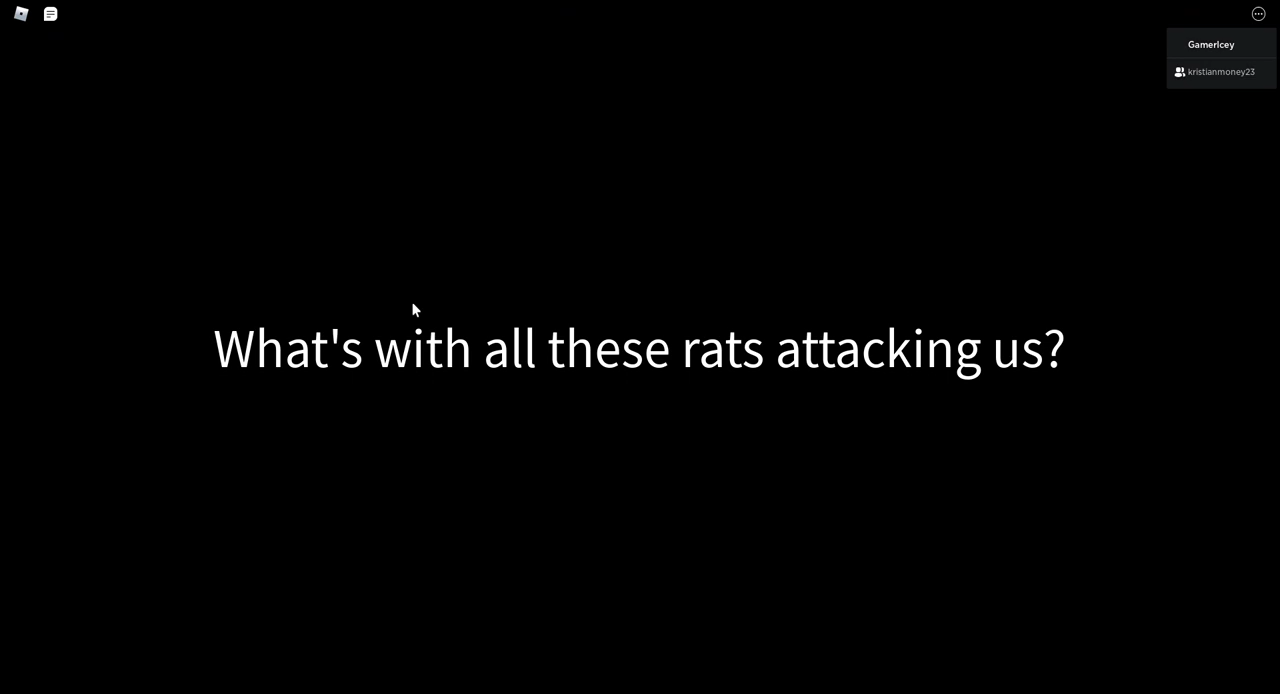 GamerIcey
kristianmoney23
What's with all these rats attacking us?